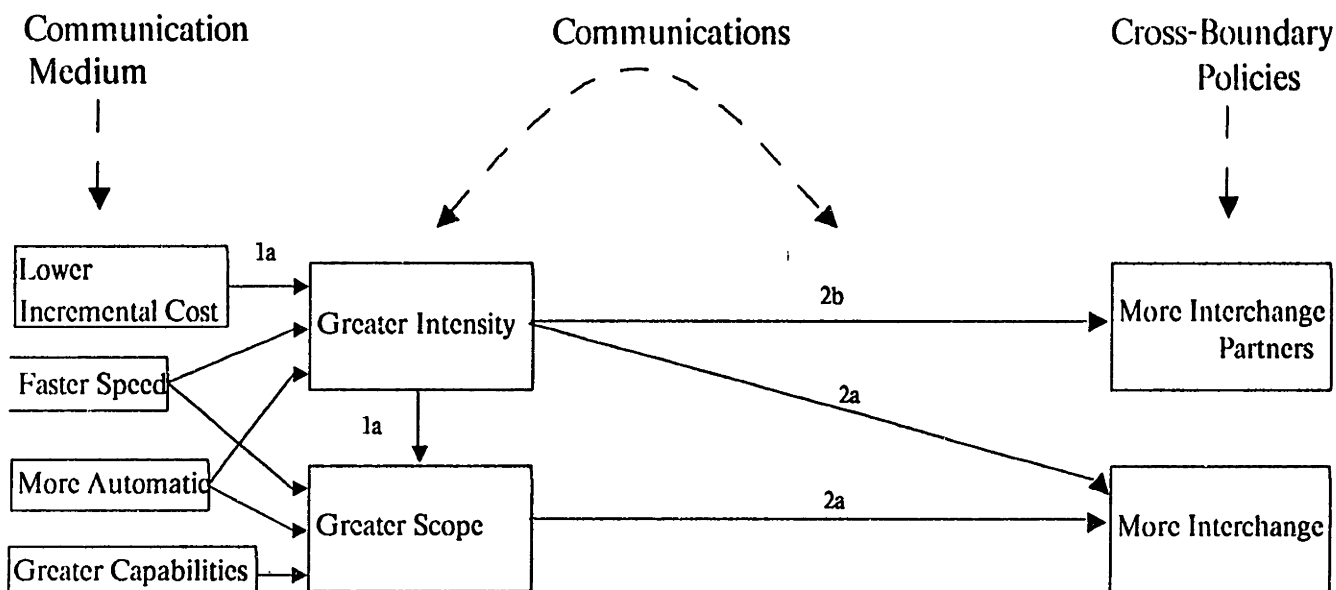 Communication
Medium
Communications
Cross-Boundary
Policies
Lower
Incremental Cost
1a
Greater Intensity
2b
More Interchange
Partners
Faster Speed
1a
2a
More Automatic
Greater Scope
2a
More Interchange
Greater Capabilities